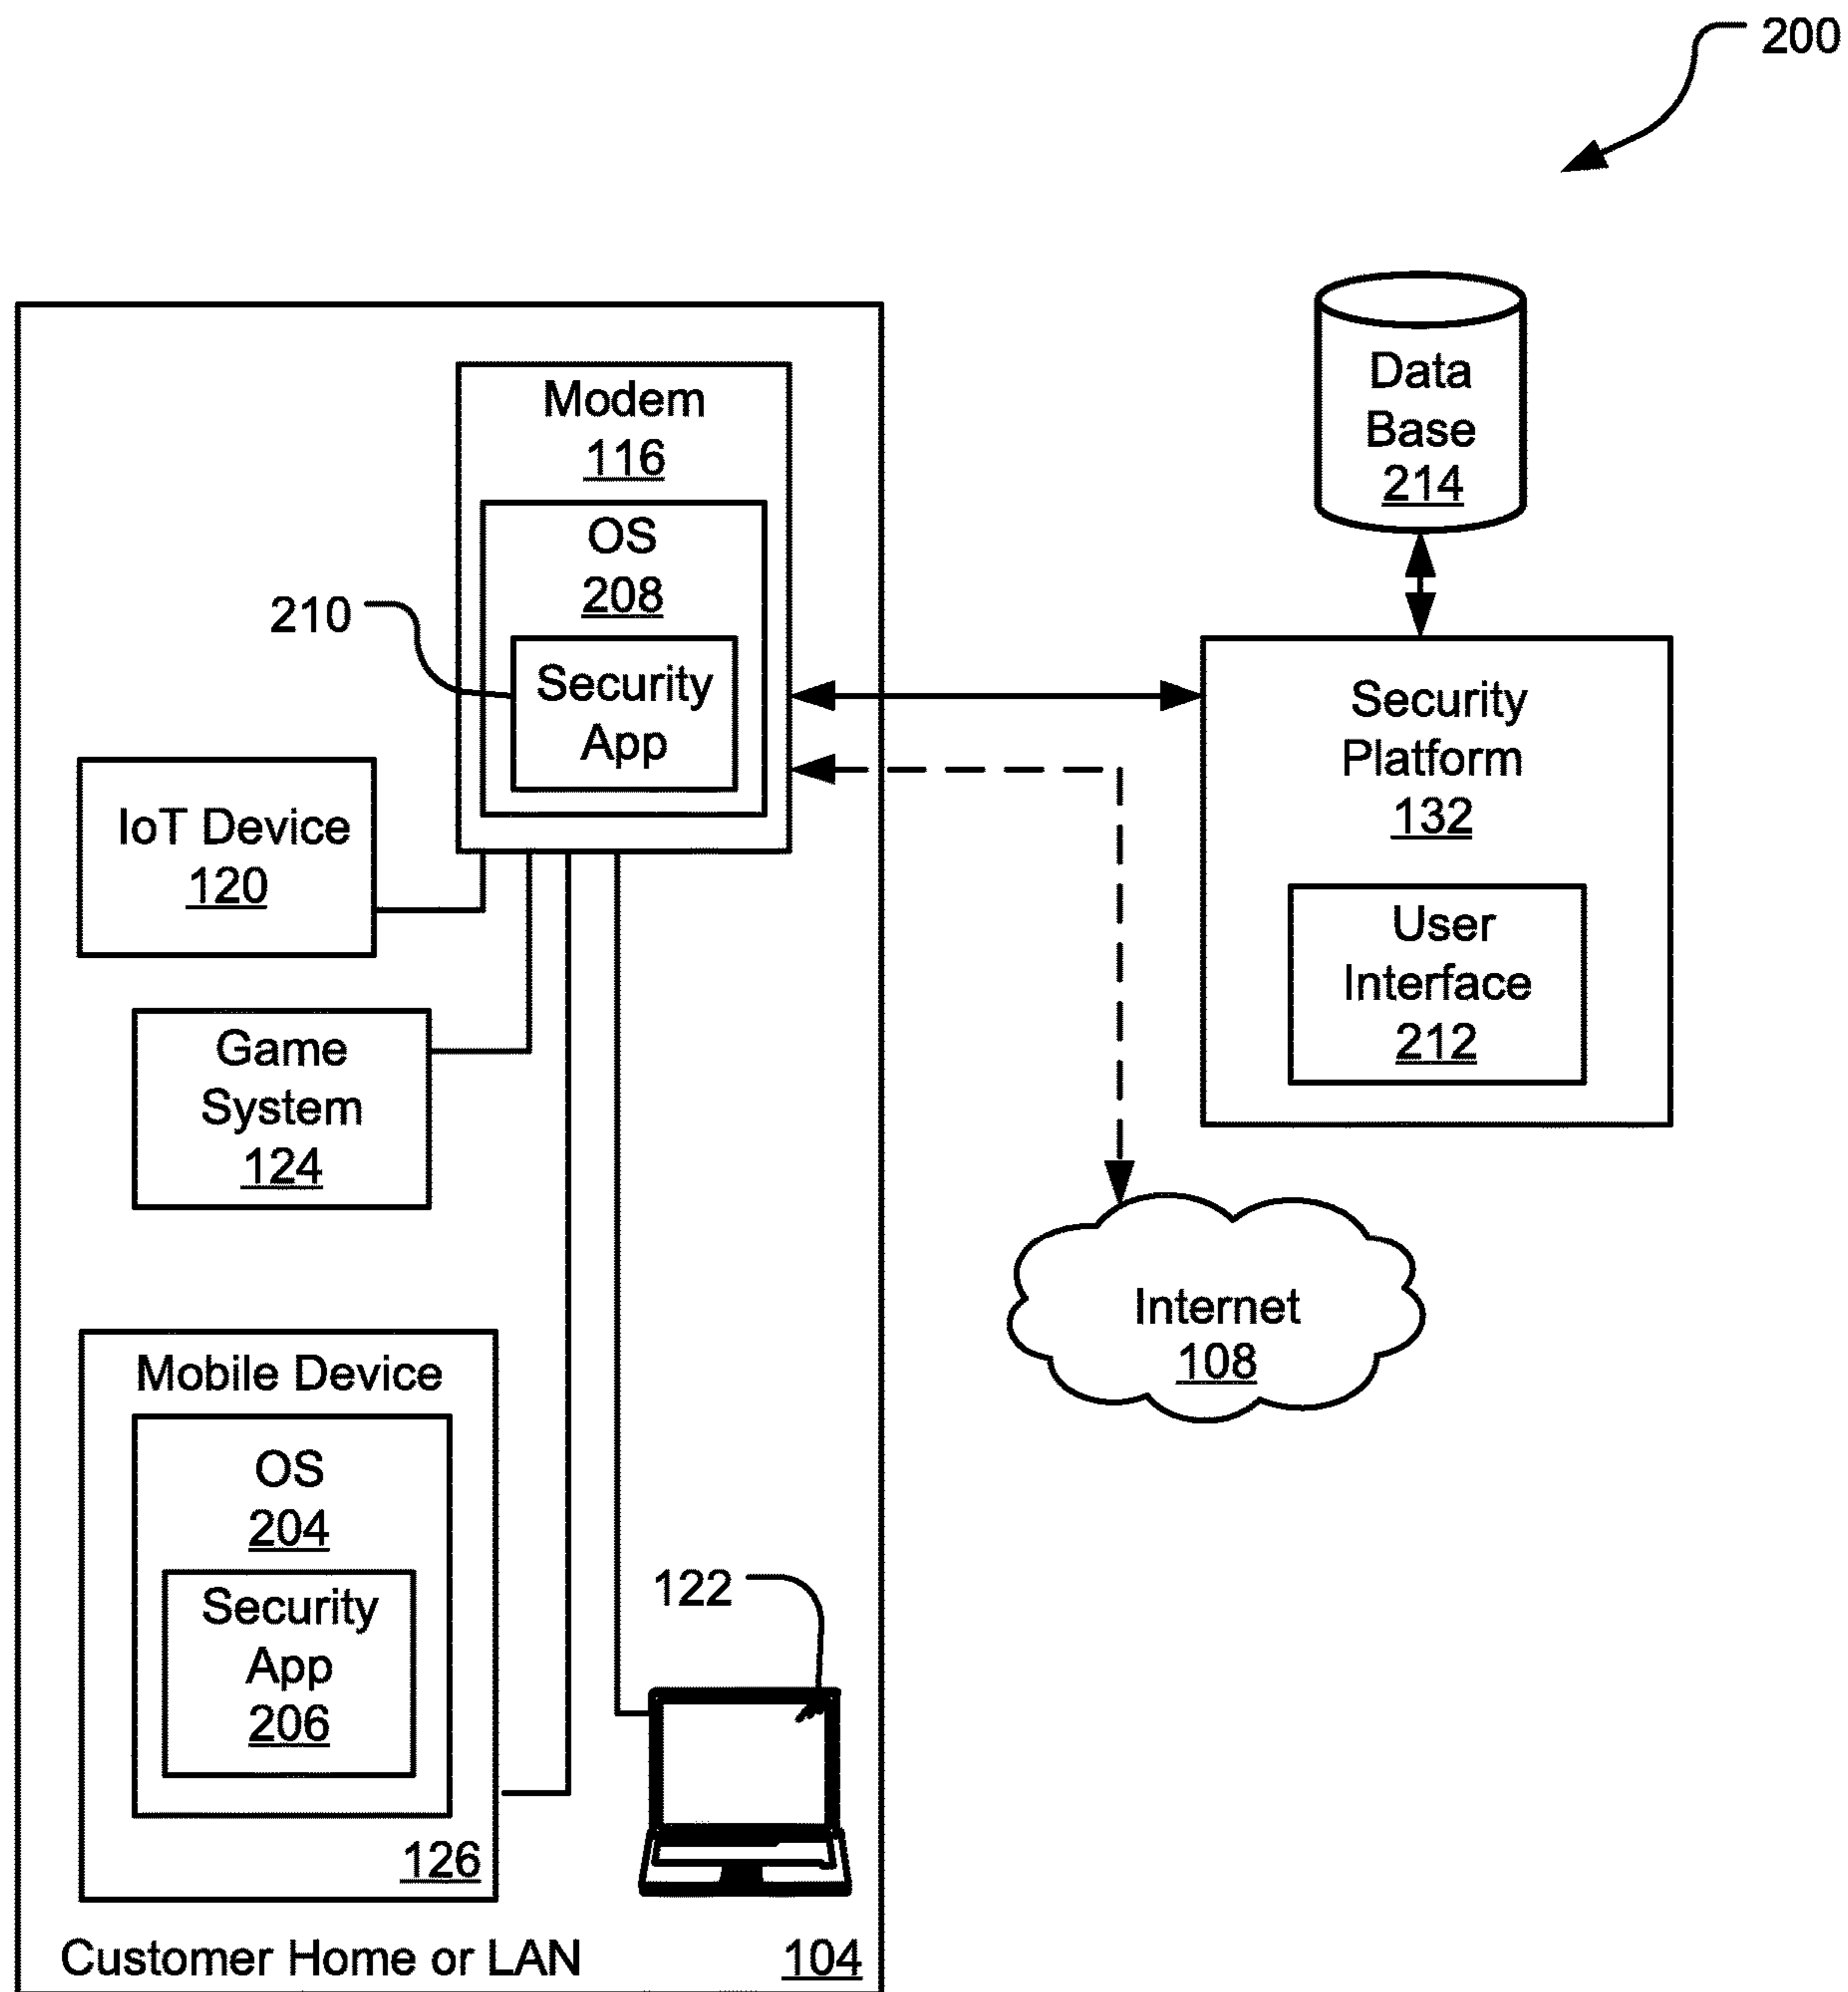 200
Data
Base
214
Modem
116
OS
208
210
Security
App
Security
Platform
132
User
Interface
212
IoT Device
120
Game
System
124
Internet
108
Mobile Device
OS
204
Security
App
206
122
126
Customer Home or LAN
104